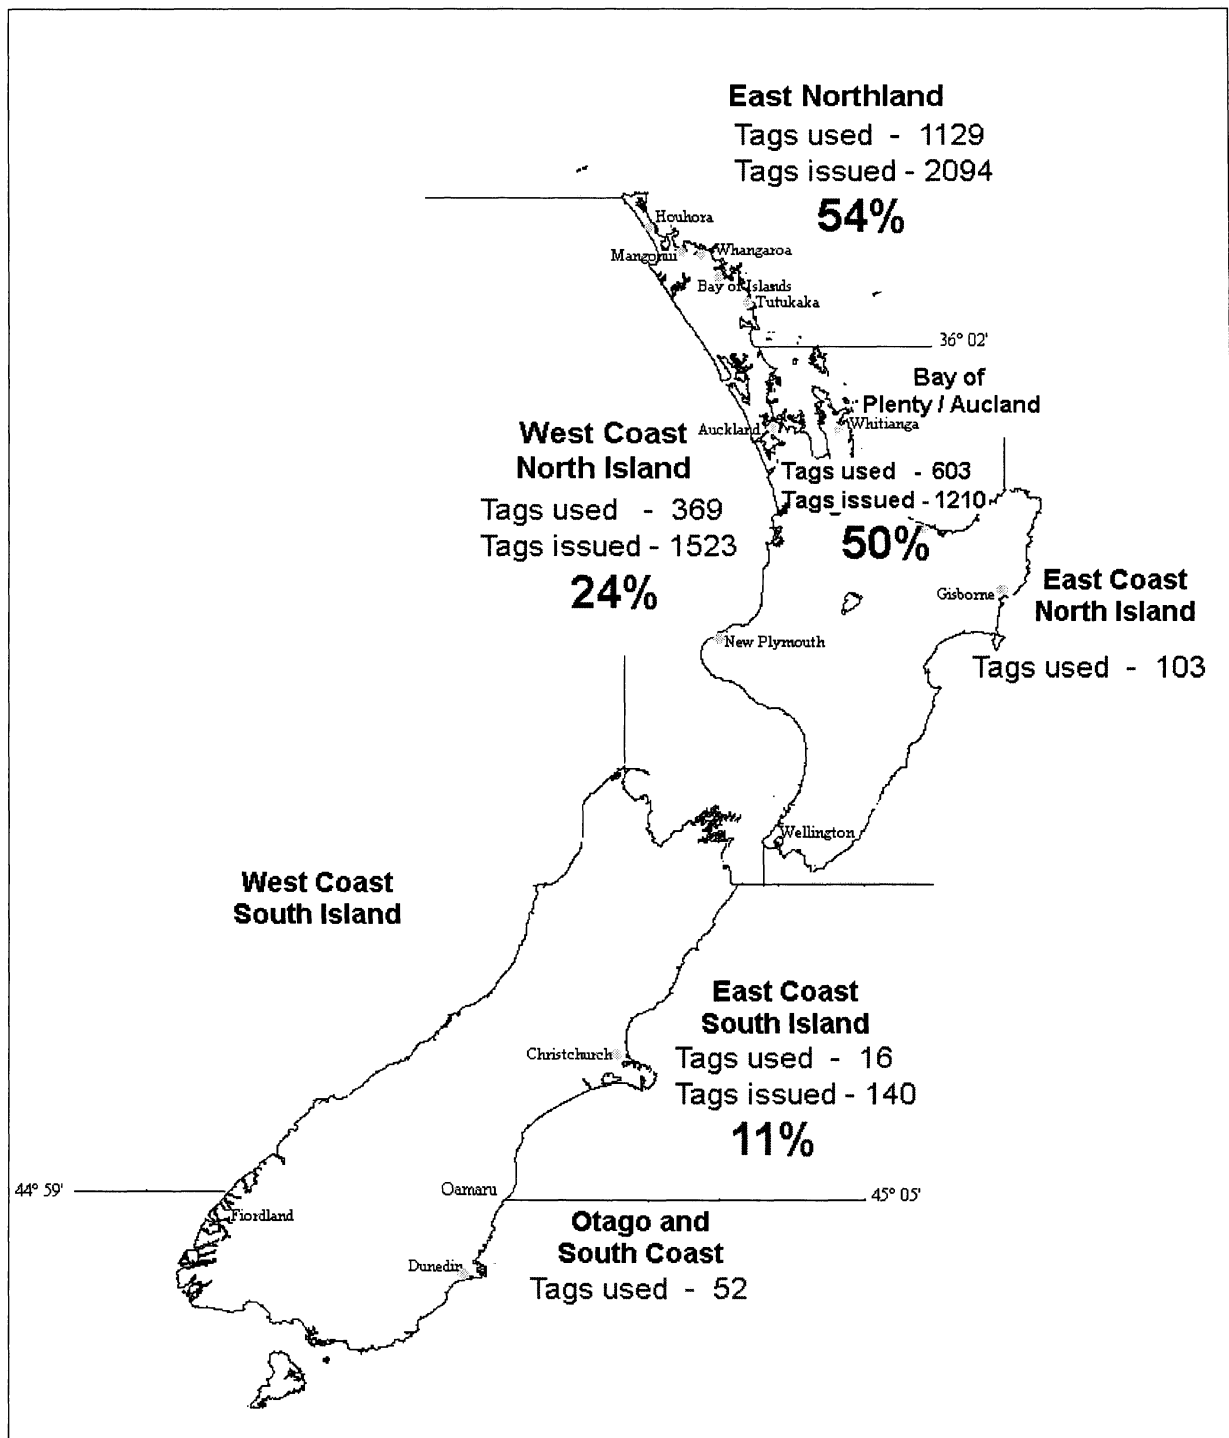 East Northland
Tags used - 1129
Tags issued - 2094
54%
Houhora
Mangonui
Whangaroa
Bay of Islands
Tutukaka
36° 02'
Bay of
Plenty / Aucland
Auckland
Whitianga
West Coast
North Island
Tags used - 369
Tags issued - 1523
24%
Tags used - 603
Tags issued - 1210
50%
Gisborne
East Coast
North Island
Tags used - 103
New Plymouth
Wellington
West Coast
South Island
East Coast
South Island
Christchurch
Tags used - 16
Tags issued - 140
11%
44° 59'
Oamaru
45° 05'
Fiordland
Otago and
South Coast
Dunedin
Tags used - 52